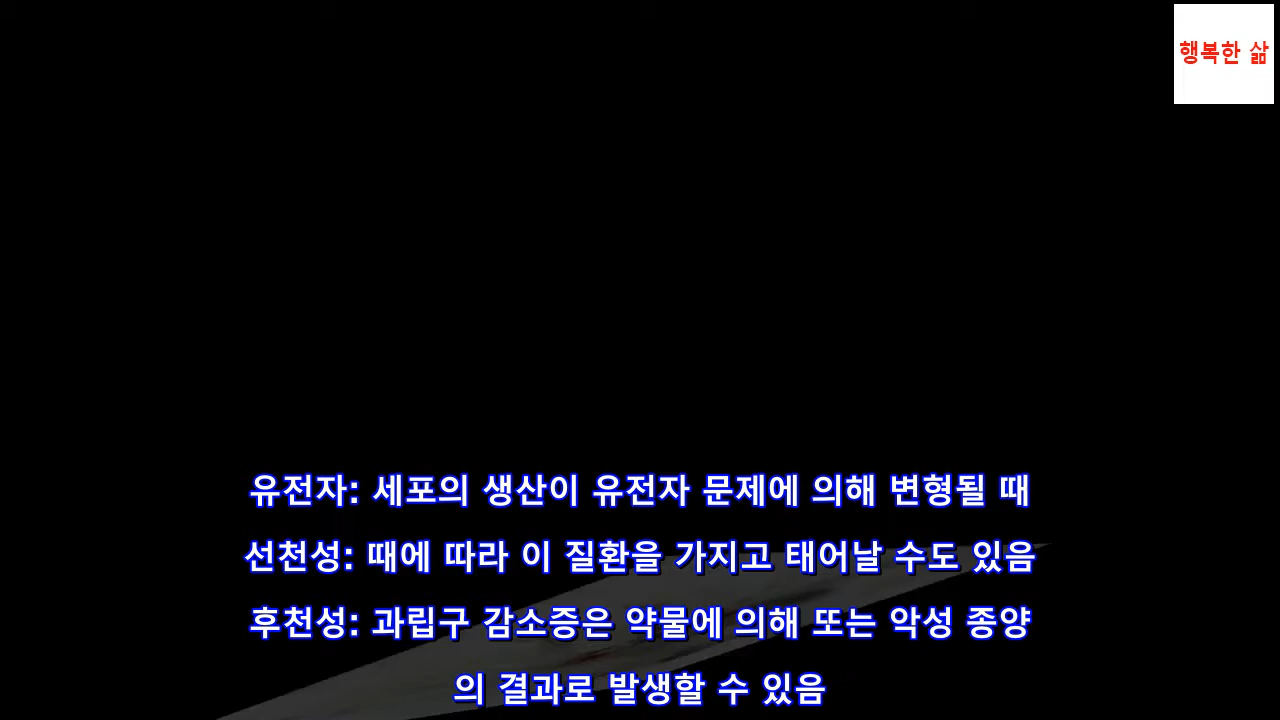 행복한 삶
유전자: 세포의 생산이 유전자 문제에 의해 변형될 때
선천성: 때에 따라 이 질환을 가지고 태어날 수도 있음
후천성: 과립구 감소증은 약물에 의해 또는 악성 종양
의 결과로 발생할 수 있음